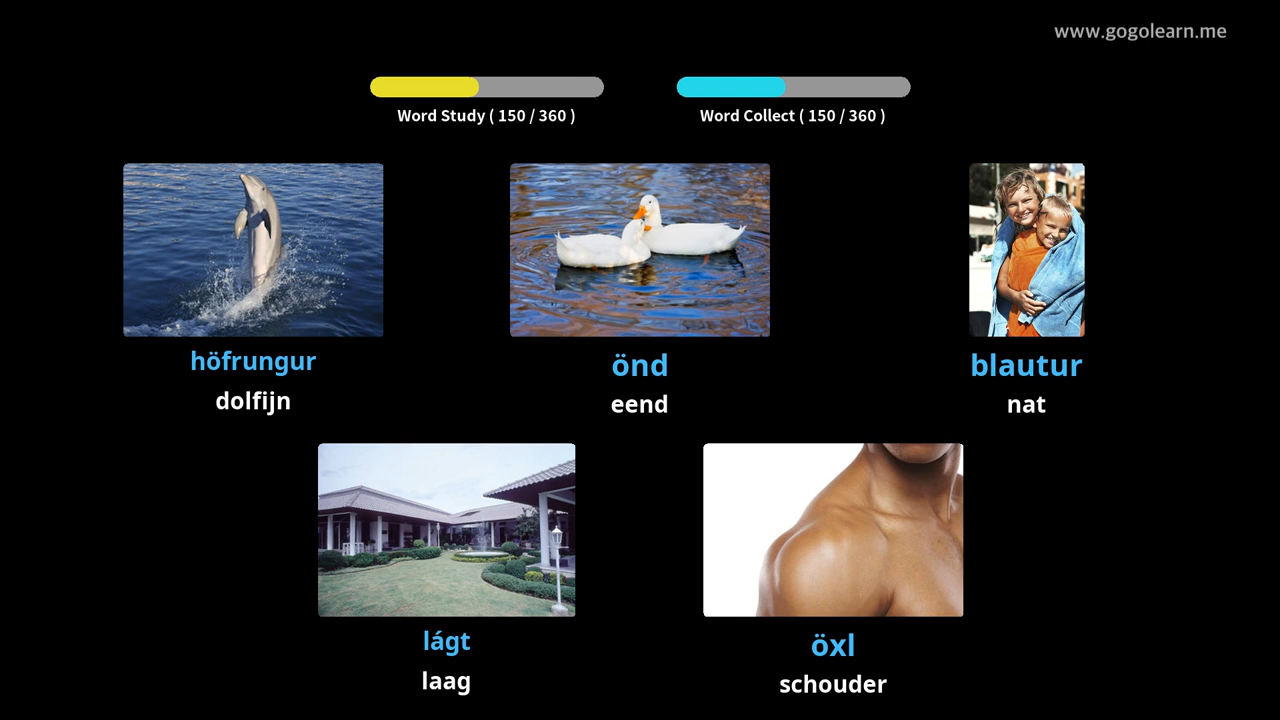 www.gogolearn.me
Word Study ( 150 / 360 )
Word Collect ( 150 / 360 )
höfrungur
dolfijn
önd
eend
blautur
nat
lágt
laag
öxl
schouder